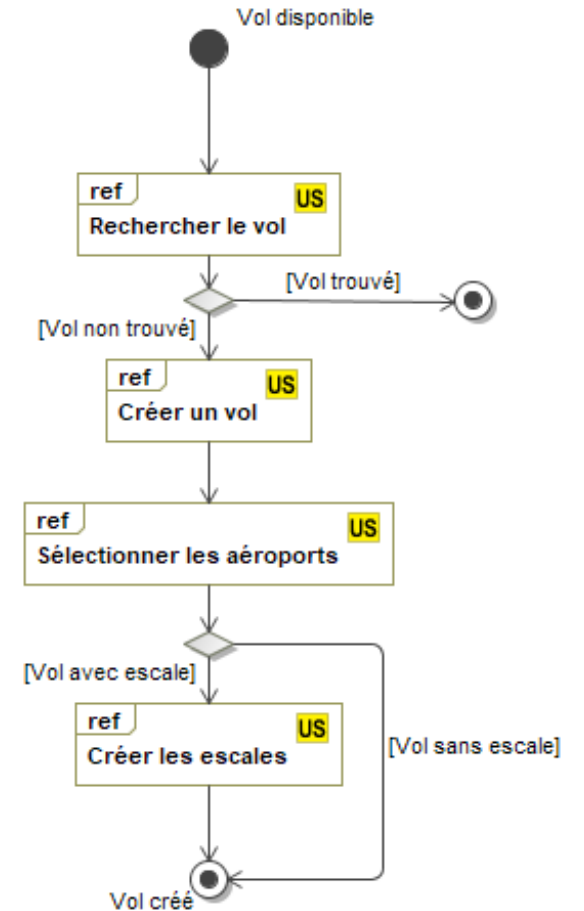 Vol disponible
ref
US
Rechercher le vol
[Vol trouvé]
[Vol non trouvé]
ref
US
Créer un vol
ref
US
Sélectionner les aéroports
[Vol avec escale]
ref
US
Créer les escales
[Vol sans escale]
Vol créé